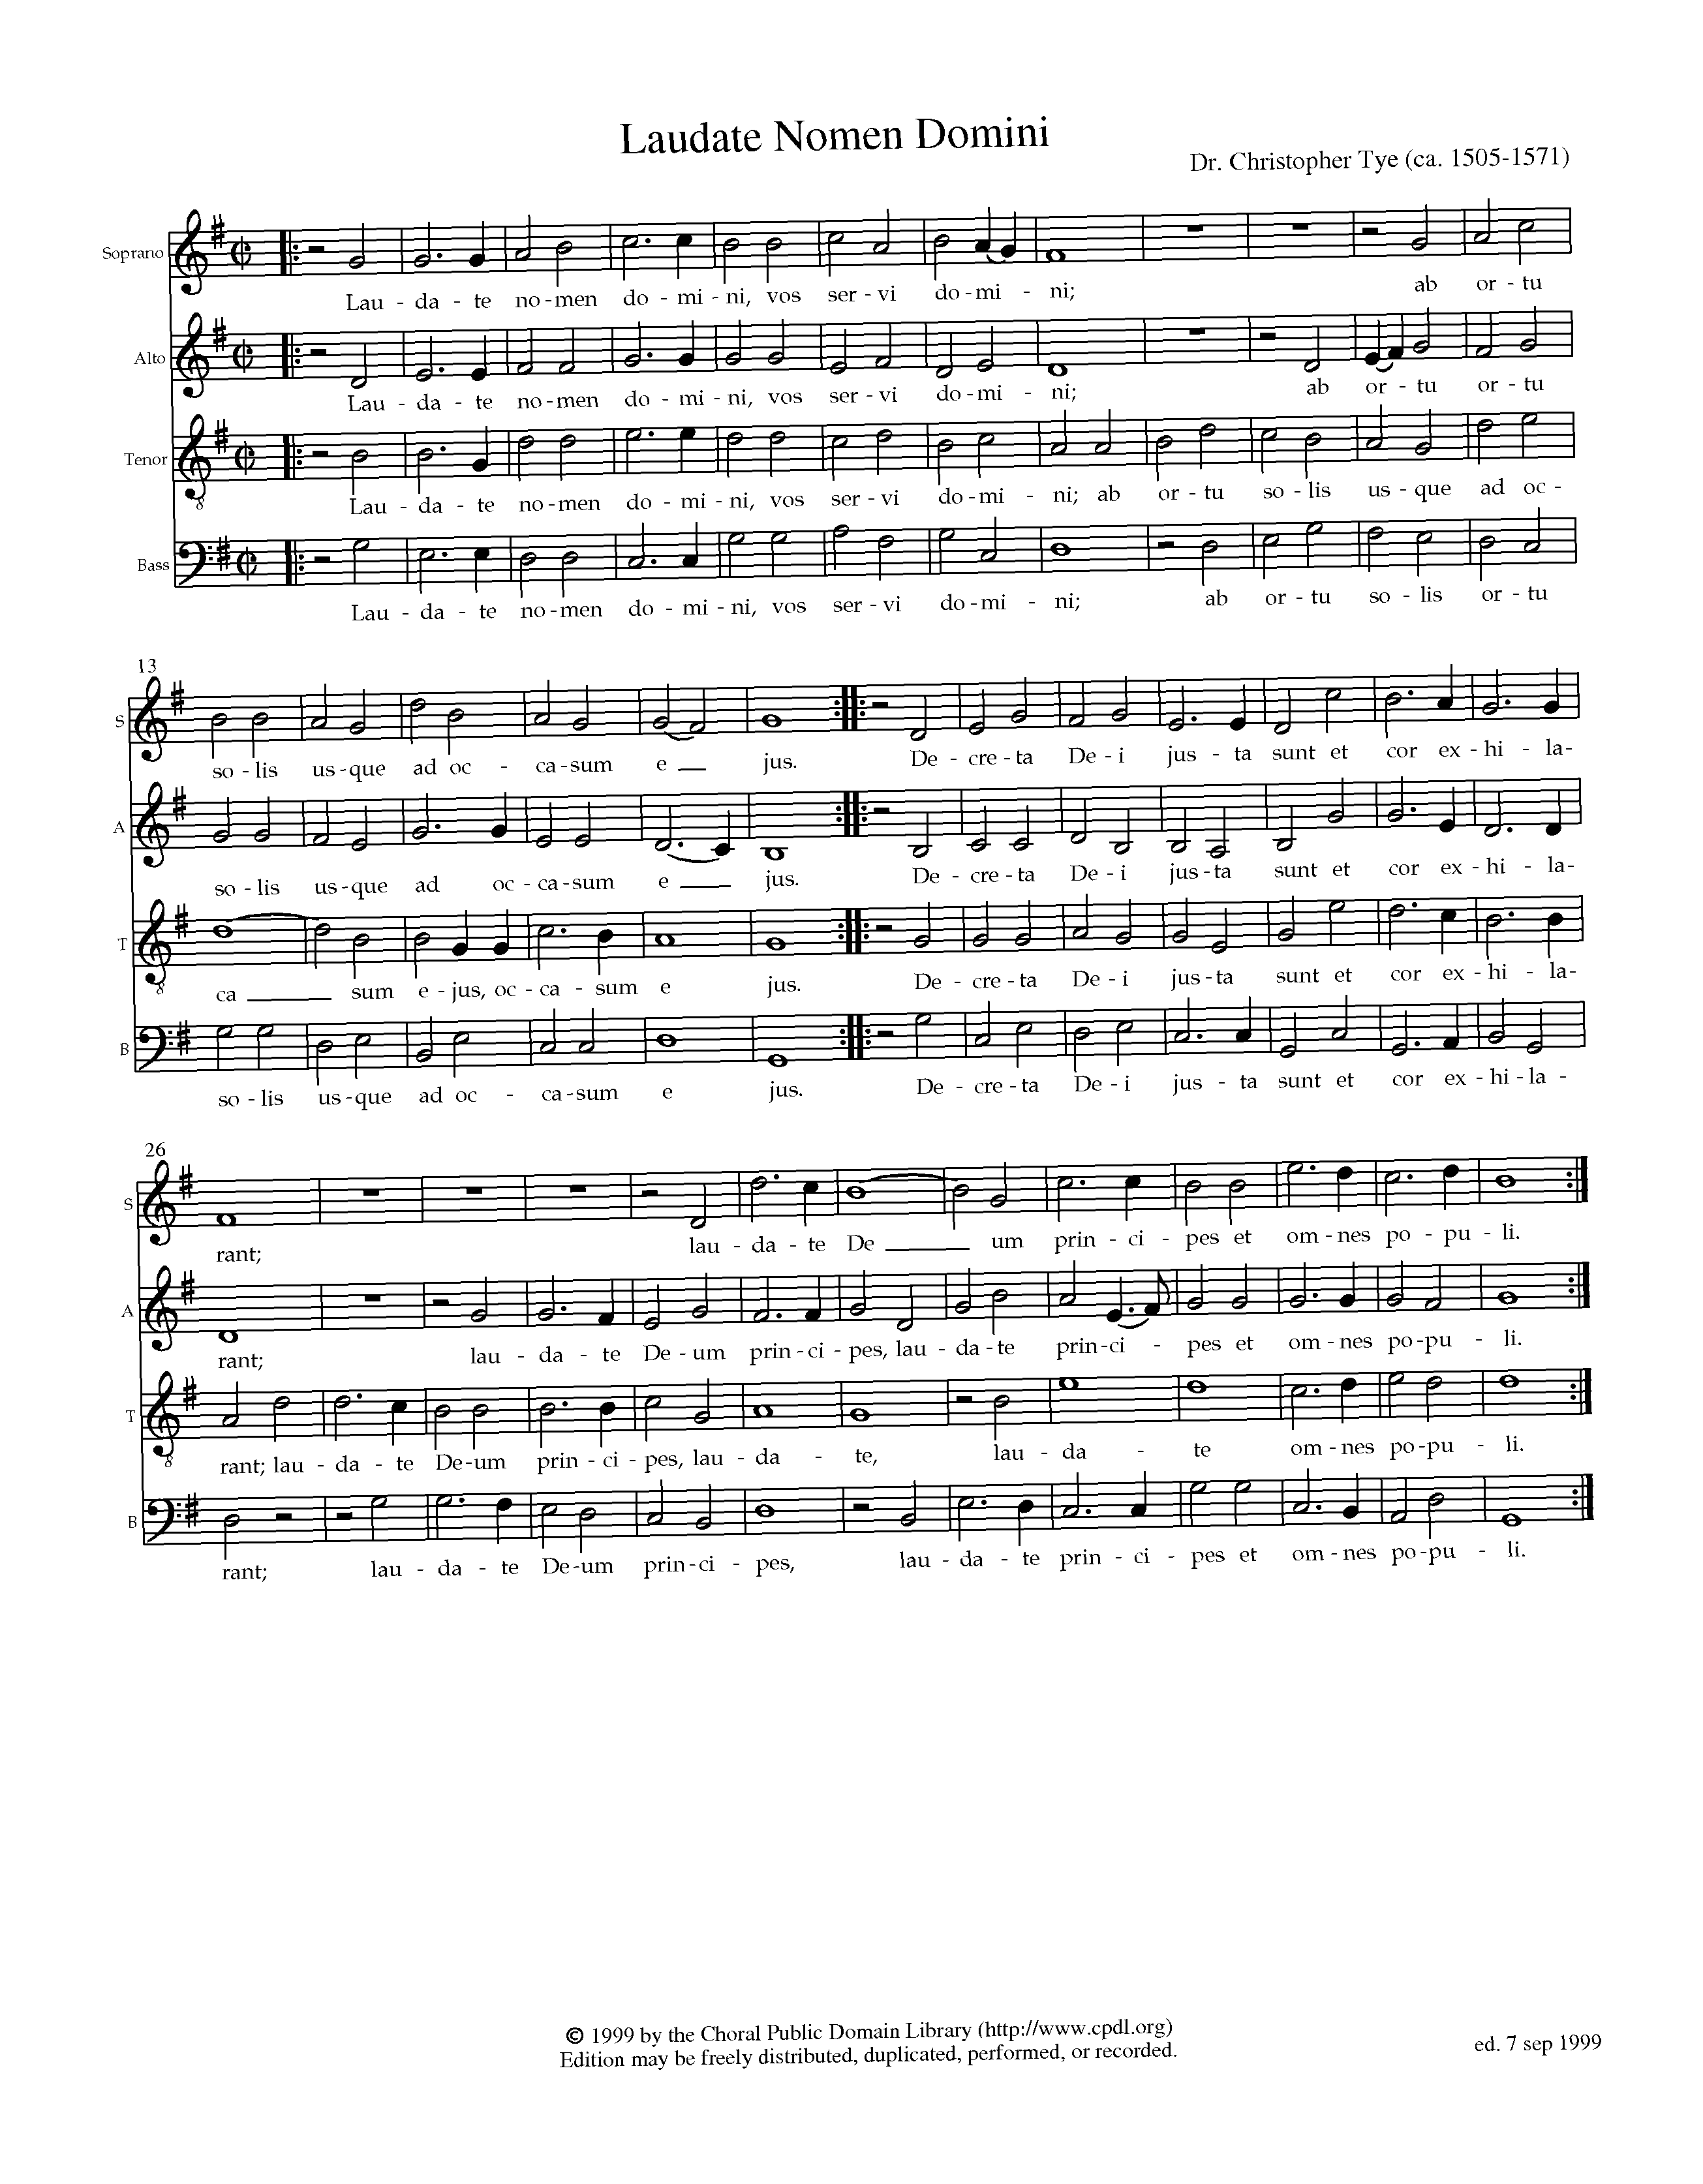 Laudate Nomen Domini
Dr. Christopher Tye (ca. 1505-1571)
Soprano
Lau - da - te no - men do - mi - ni, vos ser - vi do - mi - ni; ab or - tu
Alto
Lau - da - te no - men do - mi - ni, vos ser - vi do - mi - ni; ab or - tu or - tu
Tenor
Lau - da - te no - men do - mi - ni, vos ser - vi do - mi - ni; ab or - tu so - lis us - que ad oc -
Bass
Lau - da - te no - men do - mi - ni, vos ser - vi do - mi - ni; ab or - tu so - lis or - tu
13
S
so - lis us - que ad oc - ca - sum e jus. De - cre - ta De - i jus - ta sunt et cor ex - hi - la-
A
so - lis us - que ad oc - ca - sum e jus. De - cre - ta De - i jus - ta sunt et cor ex - hi - la-
T
ca sum e - jus, oc - ca - sum e jus. De - cre - ta De - i jus - ta sunt et cor ex - hi - la-
B
so - lis us - que ad oc - ca - sum e jus. De - cre - ta De - i jus - ta sunt et cor ex - hi - la-
26
S
rant; lau - da - te De um prin - ci - pes et om - nes po - pu - li.
A
rant; lau - da - te De - um prin - ci - pes, lau - da - te prin - ci - pes et om - nes po - pu - li.
T
rant; lau - da - te De - um prin - ci - pes, lau - da - te, lau - da - te om - nes po - pu - li.
B
rant; lau - da - te De - um prin - ci - pes, lau - da - te prin - ci - pes et om - nes po - pu - li.
© 1999 by the Choral Public Domain Library (http://www.cpdl.org)
Edition may be freely distributed, duplicated, performed, or recorded.
ed. 7 sep 1999